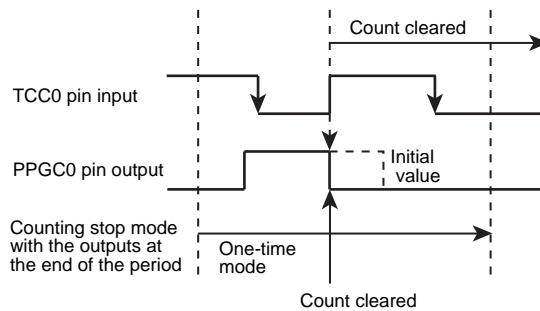 Count cleared
TCC0 pin input
PPGC0 pin output
Initial
value
Counting stop mode
with the outputs at
the end of the period
One-time
mode
Count cleared